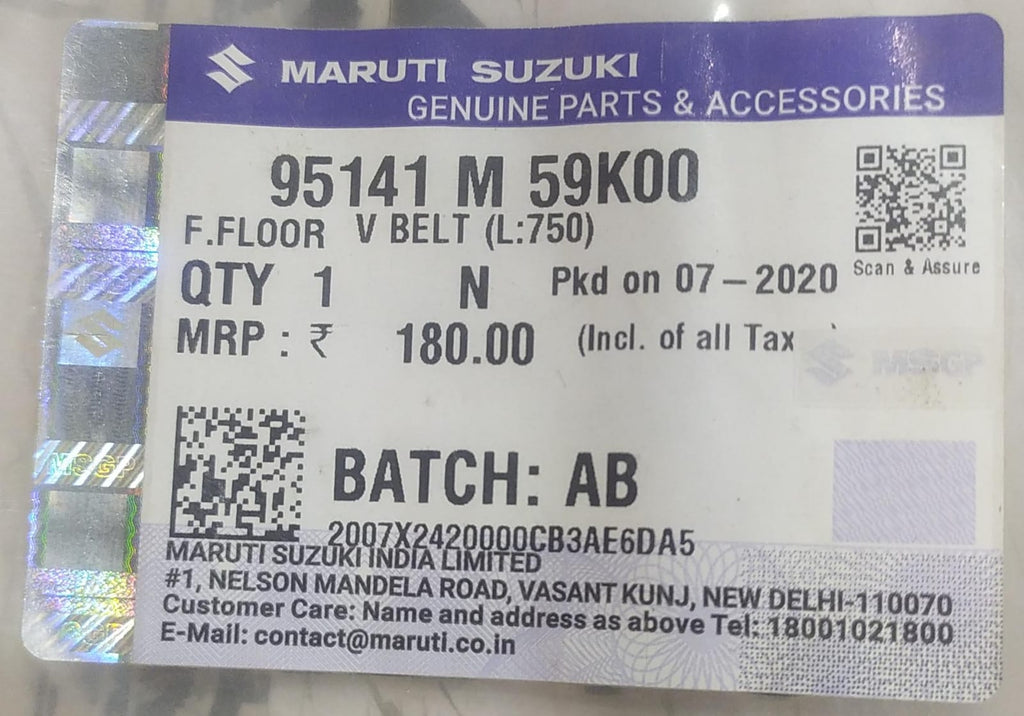 MARUTI SUZUKI
GENUINE PARTS & ACCESSORIES
95141 M 59K00
F.FLOOR V BELT (L:750)
QTY 1 N Pkd on 07-2020
Scan & Assure
MRP : ₹ 180.00 (Incl. of all Tax
MSGP
BATCH: AB
2007X2420000CB3AE6DA5
MARUTI SUZUKI INDIA LIMITED
#1, NELSON MANDELA ROAD, VASANT KUNJ, NEW DELHI-110070
Customer Care: Name and address as above Tel: 18001021800
E-Mail: contact@maruti.co.in
MSGP